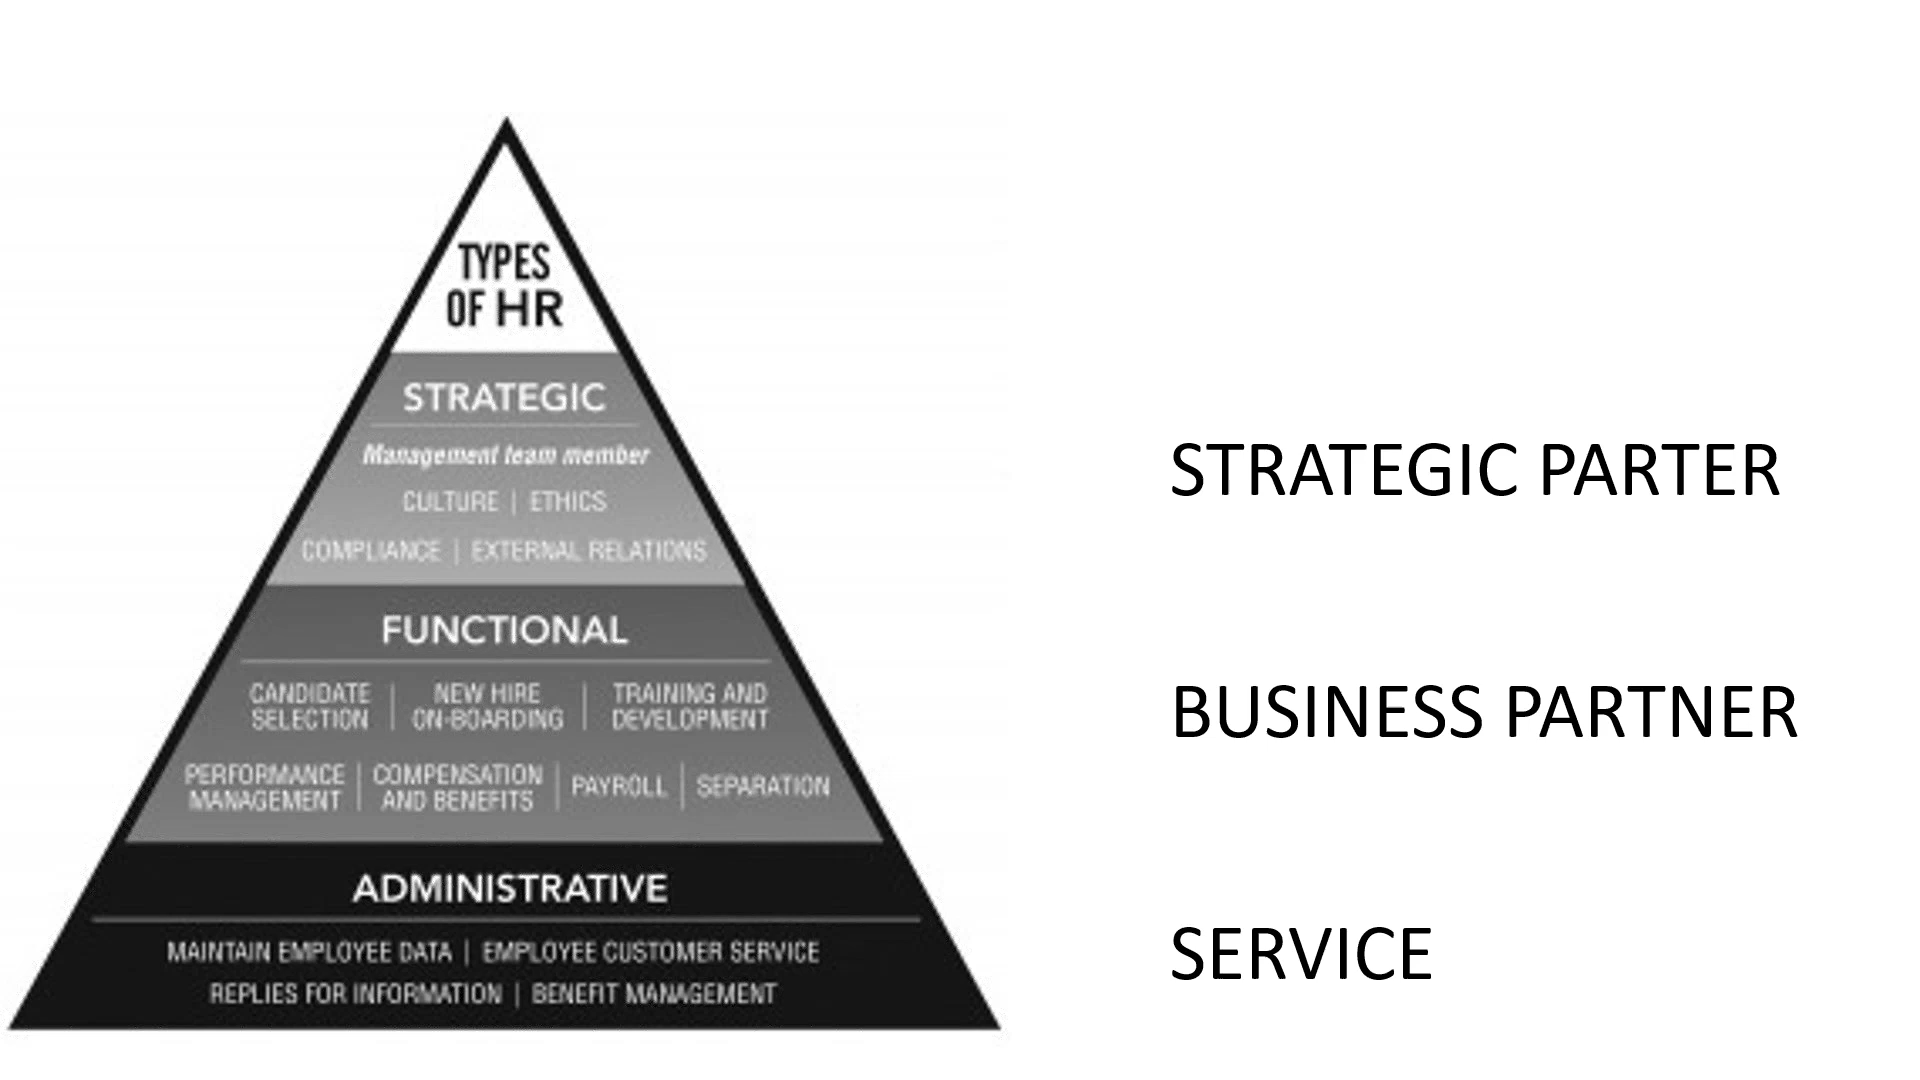 TYPES
OF HR
STRATEGIC
Management team member
CULTURE | ETHICS
COMPLIANCE | EXTERNAL RELATIONS
STRATEGIC PARTER
FUNCTIONAL
CANDIDATE SELECTION | NEW HIRE ON-BOARDING | TRAINING AND DEVELOPMENT
PERFORMANCE MANAGEMENT | COMPENSATION AND BENEFITS | PAYROLL | SEPARATION
BUSINESS PARTNER
ADMINISTRATIVE
MAINTAIN EMPLOYEE DATA | EMPLOYEE CUSTOMER SERVICE
REPLIES FOR INFORMATION | BENEFIT MANAGEMENT
SERVICE